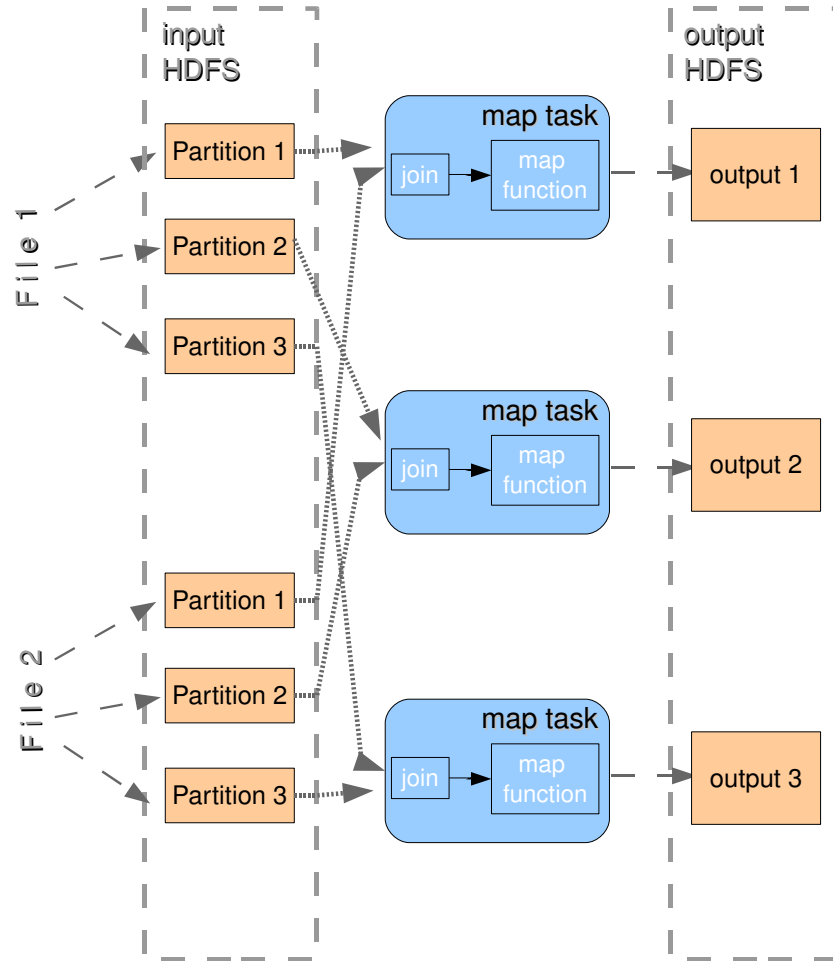 input
HDFS
output
HDFS
File 1
Partition 1
Partition 2
Partition 3
map task
join
map
function
output 1
map task
join
map
function
output 2
File 2
Partition 1
Partition 2
Partition 3
map task
join
map
function
output 3